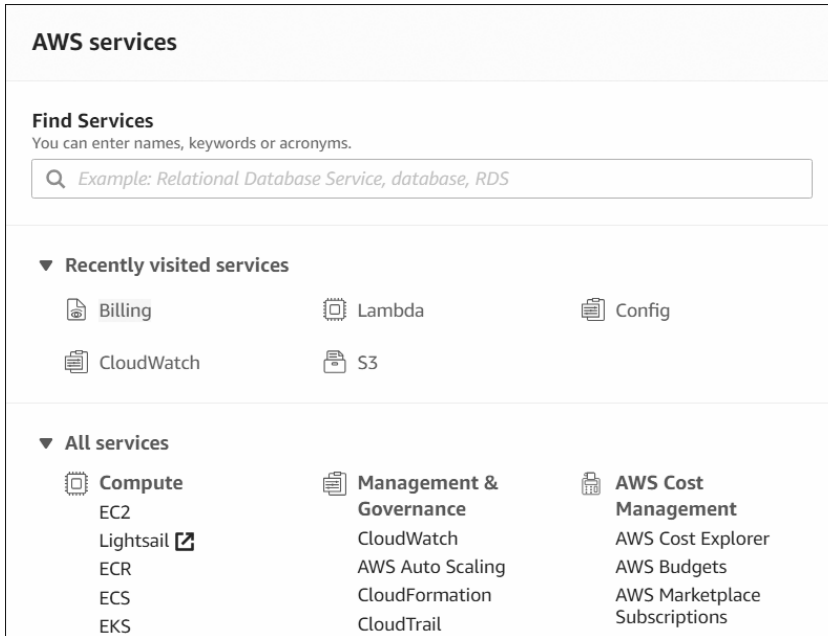 AWS services
Find Services
You can enter names, keywords or acronyms.
Example: Relational Database Service, database, RDS
Recently visited services
Billing
Lambda
Config
CloudWatch
S3
All services
Compute
EC2
Lightsail
ECR
ECS
EKS
Management &
Governance
CloudWatch
AWS Auto Scaling
CloudFormation
CloudTrail
AWS Cost
Management
AWS Cost Explorer
AWS Budgets
AWS Marketplace
Subscriptions